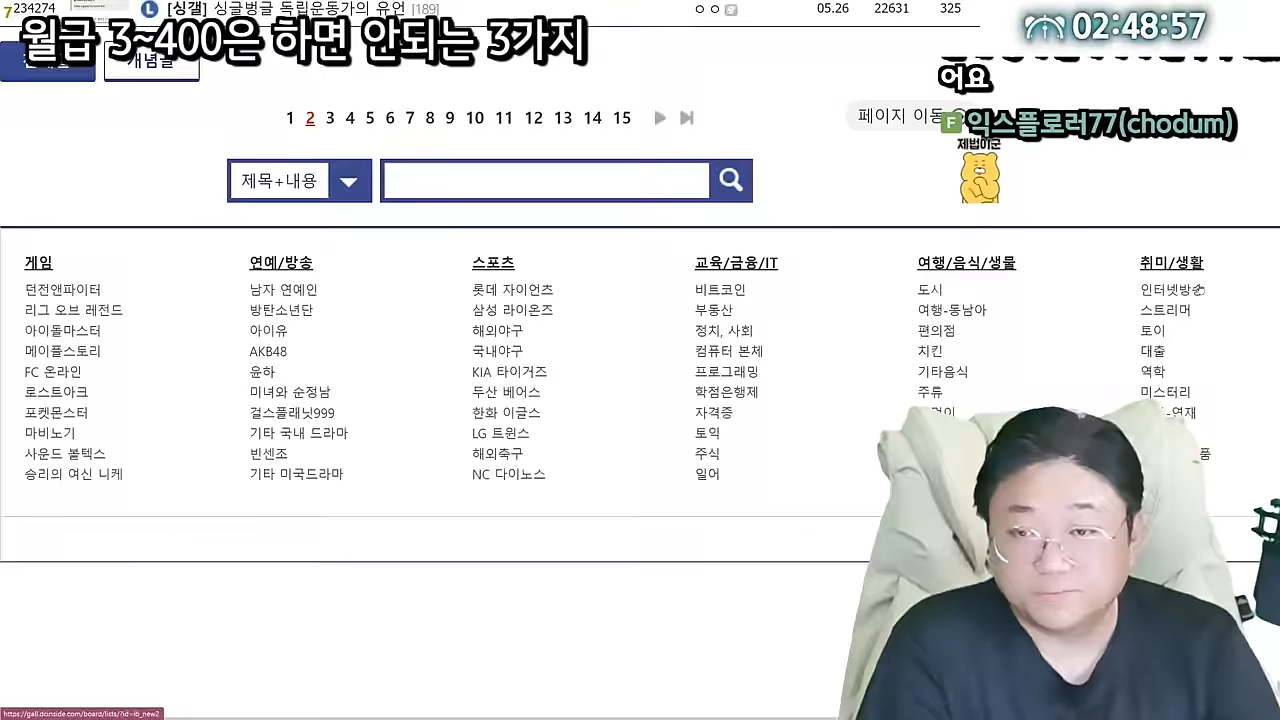 234274
[싱갤] 싱글벙글 독립운동가의 유언 [189]
05.26
22631
325
월급 3~400은 하면 안되는 3가지
개념글
02:48:57
어요
F 익스플로러77(chodum)
1 2 3 4 5 6 7 8 9 10 11 12 13 14 15
페이지 이동
제법이군
제목+내용
게임
던전앤파이터
리그 오브 레전드
아이돌마스터
메이플스토리
FC 온라인
로스트아크
포켓몬스터
마비노기
사운드 볼텍스
승리의 여신 니케
연예/방송
남자 연예인
방탄소년단
아이유
AKB48
윤하
미녀와 순정남
걸스플래닛999
기타 국내 드라마
빈센조
기타 미국드라마
스포츠
롯데 자이언츠
삼성 라이온즈
해외야구
국내야구
KIA 타이거즈
두산 베어스
한화 이글스
LG 트윈스
해외축구
NC 다이노스
교육/금융/IT
비트코인
부동산
정치, 사회
컴퓨터 본체
프로그래밍
학점은행제
자격증
토익
주식
일어
여행/음식/생물
도시
여행-동남아
편의점
치킨
기타음식
주류
취미/생활
인터넷방송
스트리머
토이
대출
역학
미스터리
-연재
품
https://gall.dcinside.com/board/lists/?id=ib_new2